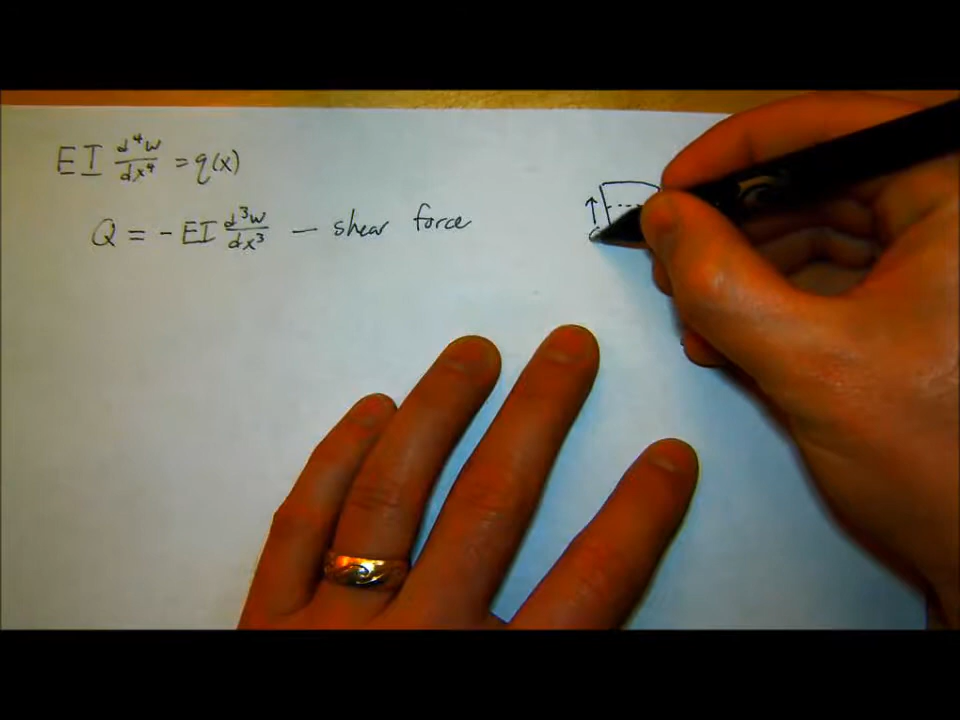 EI d⁴w/dx⁴ = q(x)
Q = -EI d³w/dx³ — shear force